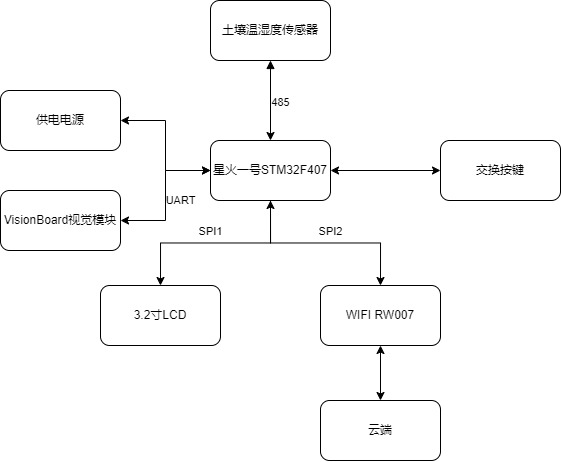 土壤温湿度传感器
485
供电电源
星火一号STM32F407
交换按键
UART
VisionBoard视觉模块
SPI1
SPI2
3.2寸LCD
WIFI RW007
云端